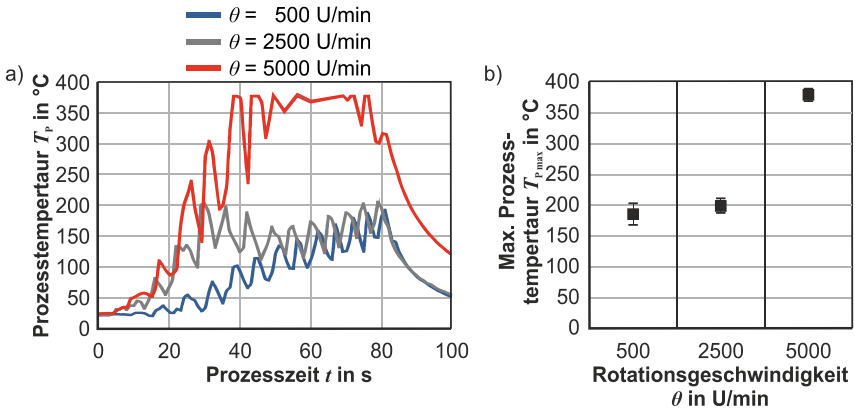 θ = 500 U/min
θ = 2500 U/min
θ = 5000 U/min
a)
Prozesstempertaur T_P in °C
400
350
300
250
200
150
100
50
0
0 20 40 60 80 100
Prozesszeit t in s
b)
Max. Prozess-
tempertaur T_P max in °C
400
350
300
250
200
150
100
50
0
500 2500 5000
Rotationsgeschwindigkeit
θ in U/min